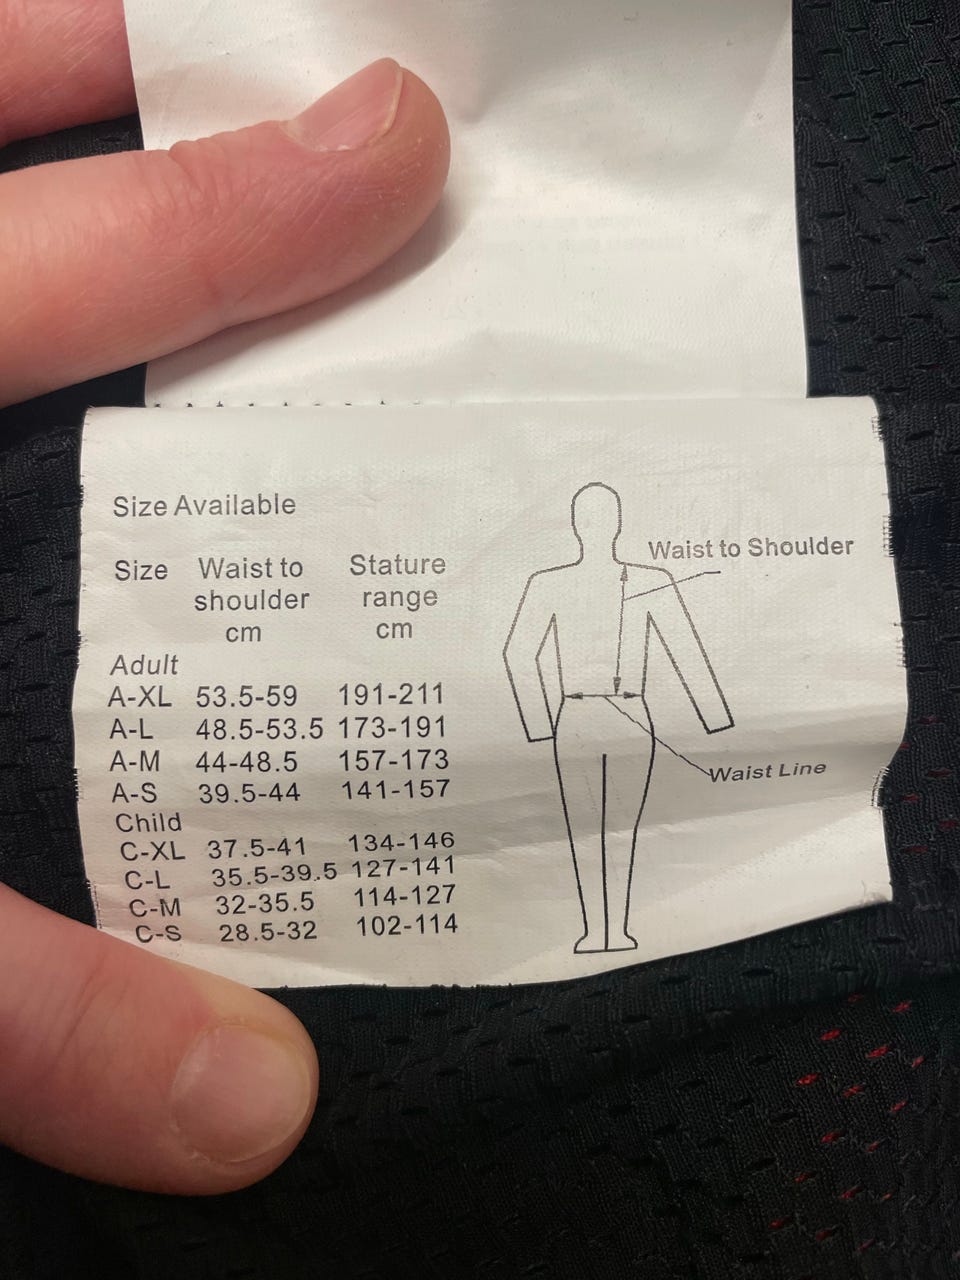 Size Available
Size Waist to shoulder cm Stature range cm
Adult
A-XL 53.5-59 191-211
A-L 48.5-53.5 173-191
A-M 44-48.5 157-173
A-S 39.5-44 141-157
Child
C-XL 37.5-41 134-146
C-L 35.5-39.5 127-141
C-M 32-35.5 114-127
C-S 28.5-32 102-114
Waist to Shoulder
Waist Line